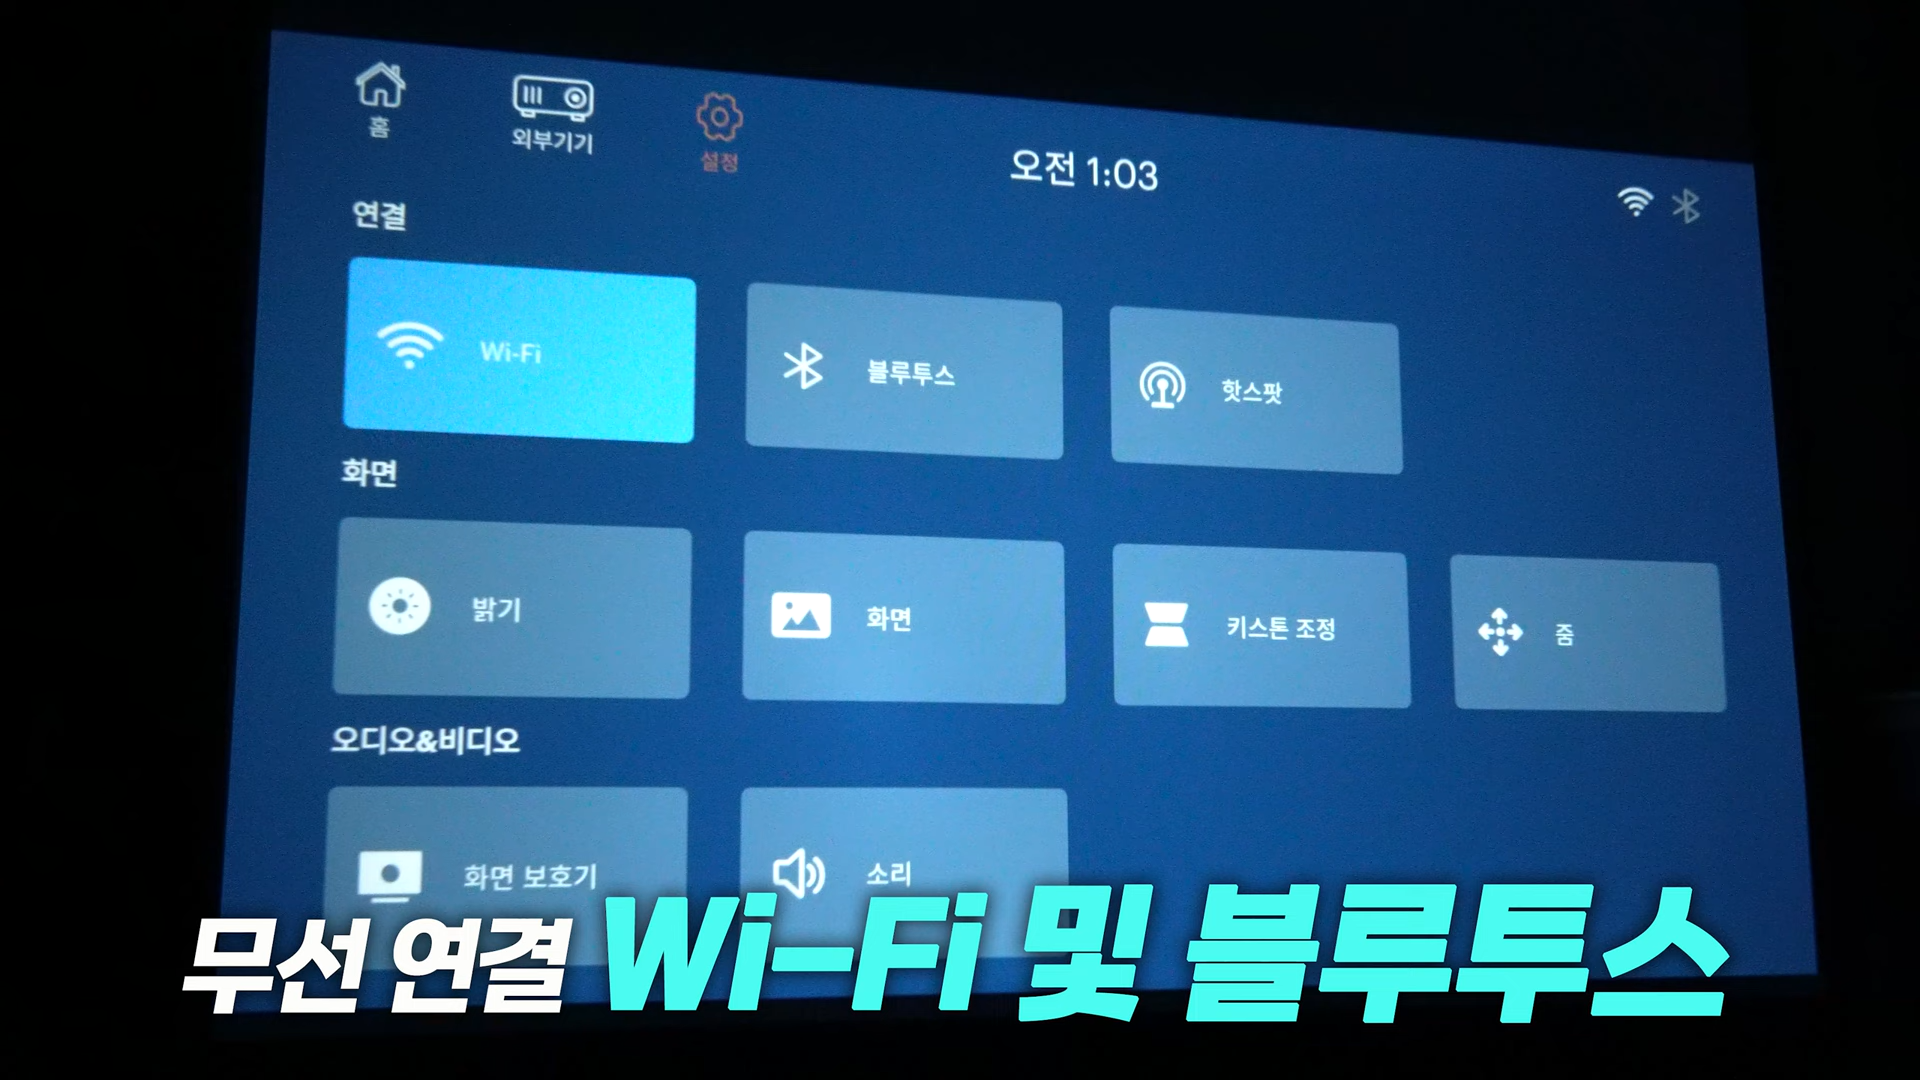 홈
외부기기
설정
오전 1:03
연결
Wi-Fi
블루투스
핫스팟
화면
밝기
화면
키스톤 조정
줌
오디오&비디오
화면 보호기
소리
무선 연결 Wi-Fi 및 블루투스